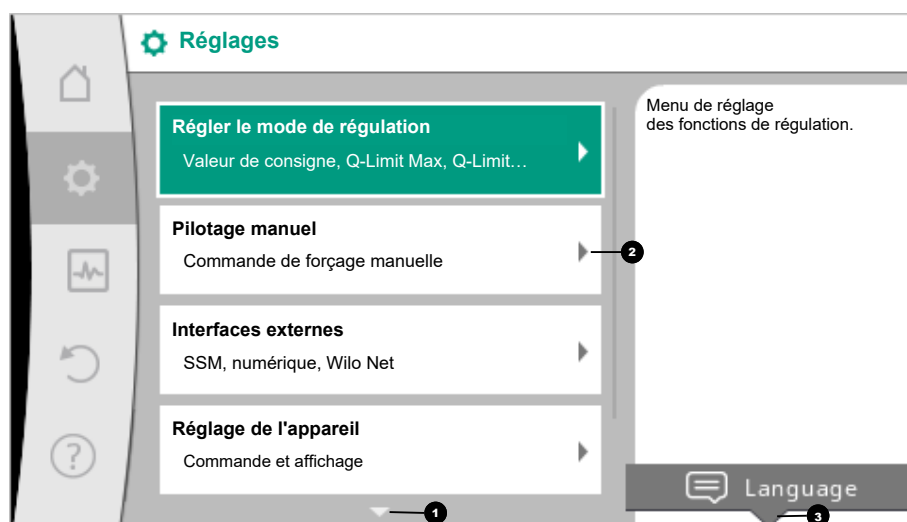 Réglages
Régler le mode de régulation
Valeur de consigne, Q-Limit Max, Q-Limit…
Menu de réglage
des fonctions de régulation.
Pilotage manuel
Commande de forçage manuelle
2
Interfaces externes
SSM, numérique, Wilo Net
Réglage de l'appareil
Commande et affichage
?
Language
1
3